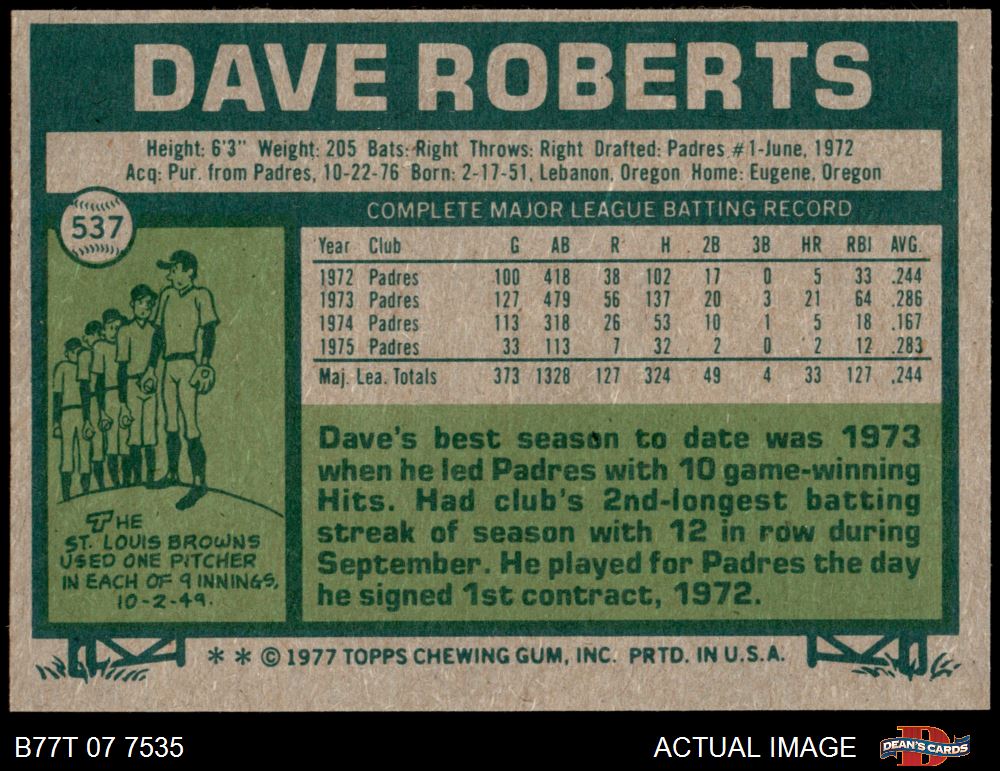 DAVE ROBERTS
Height: 6'3" Weight: 205 Bats: Right Throws: Right Drafted: Padres #1-June, 1972
Acq: Pur. from Padres, 10-22-76 Born: 2-17-51, Lebanon, Oregon Home: Eugene, Oregon
537
COMPLETE MAJOR LEAGUE BATTING RECORD
Year Club G AB R H 2B 3B HR RBI AVG.
1972 Padres 100 418 38 102 17 0 5 33 .244
1973 Padres 127 479 56 137 20 3 21 64 .286
1974 Padres 113 318 26 53 10 1 5 18 .167
1975 Padres 33 113 7 32 2 0 2 12 .283
Maj. Lea. Totals 373 1328 127 324 49 4 33 127 .244
Dave's best season to date was 1973
when he led Padres with 10 game-winning
Hits. Had club's 2nd-longest batting
streak of season with 12 in row during
September. He played for Padres the day
he signed 1st contract, 1972.
THE
ST. LOUIS BROWNS
USED ONE PITCHER
IN EACH OF 9 INNINGS,
10-2-49.
* * © 1977 TOPPS CHEWING GUM, INC. PRTD. IN U.S.A.
B77T 07 7535
ACTUAL IMAGE
DEAN'S CARDS